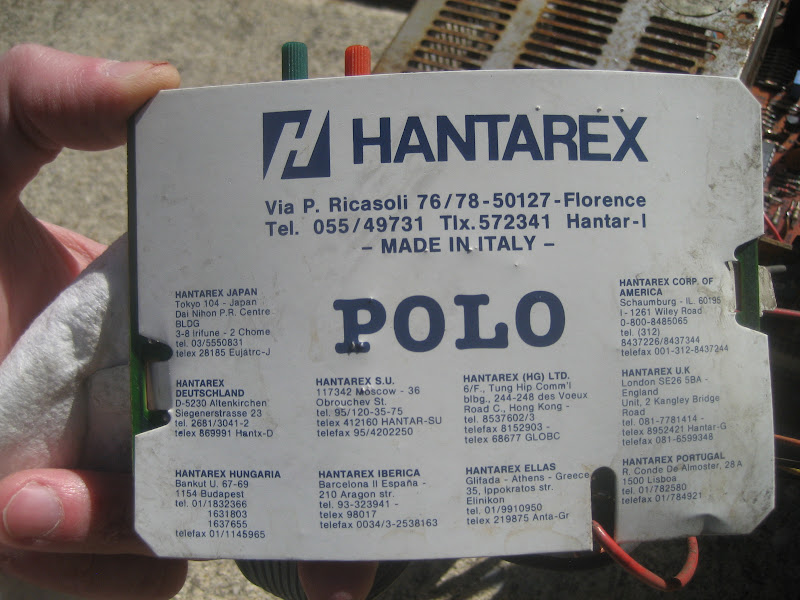 HANTAREX
Via P. Ricasoli 76/78-50127-Florence
Tel. 055/49731 Tlx.572341 Hantar-I
– MADE IN ITALY –
POLO
HANTAREX JAPAN
Tokyo 104 - Japan
Dai Nihon P.R. Centre
BLDG
3-8 Irifune - 2 Chome
tel. 03/5550831
telex 28185 Eujatrc-J
HANTAREX CORP. OF
AMERICA
Schaumburg - IL. 60195
I - 1261 Wiley Road
0-800-8485065
tel. (312)
8437226/8437344
telefax 001-312-8437244
HANTAREX
DEUTSCHLAND
D-5230 Altenkirchen
Siegenerstrasse 23
tel. 2681/3041-2
telex 869991 Hantx-D
HANTAREX S.U.
117342 Moscow - 36
Obrouchev St.
tel. 95/120-35-75
telex 412160 HANTAR-SU
telefax 95/4202250
HANTAREX (HG) LTD.
6/F., Tung Hip Comm'l
blbg., 244-248 des Voeux
Road C., Hong Kong -
tel. 8537602/3
telefax 8152903 -
telex 68677 GLOBC
HANTAREX U.K
London SE26 5BA -
England
Unit, 2 Kangley Bridge
Road
tel. 081-7781414 -
telex 8952421 Hantar-G
telefax 081-6599348
HANTAREX HUNGARIA
Bankut U. 67-69
1154 Budapest
tel. 01/1832366
1631803
1637655
telefax 01/1145965
HANTAREX IBERICA
Barcelona II España -
210 Aragon str.
tel. 93-323941 -
telex 98017
telefax 0034/3-2538163
HANTAREX ELLAS
Glifada - Athens - Greece
35, Ippokratos str.
Elinikon
tel. 01/9910950
telex 219875 Anta-Gr
HANTAREX PORTUGAL
R. Conde De Almoster, 28A
1500 Lisboa
tel. 01/782580
telefax 01/784921